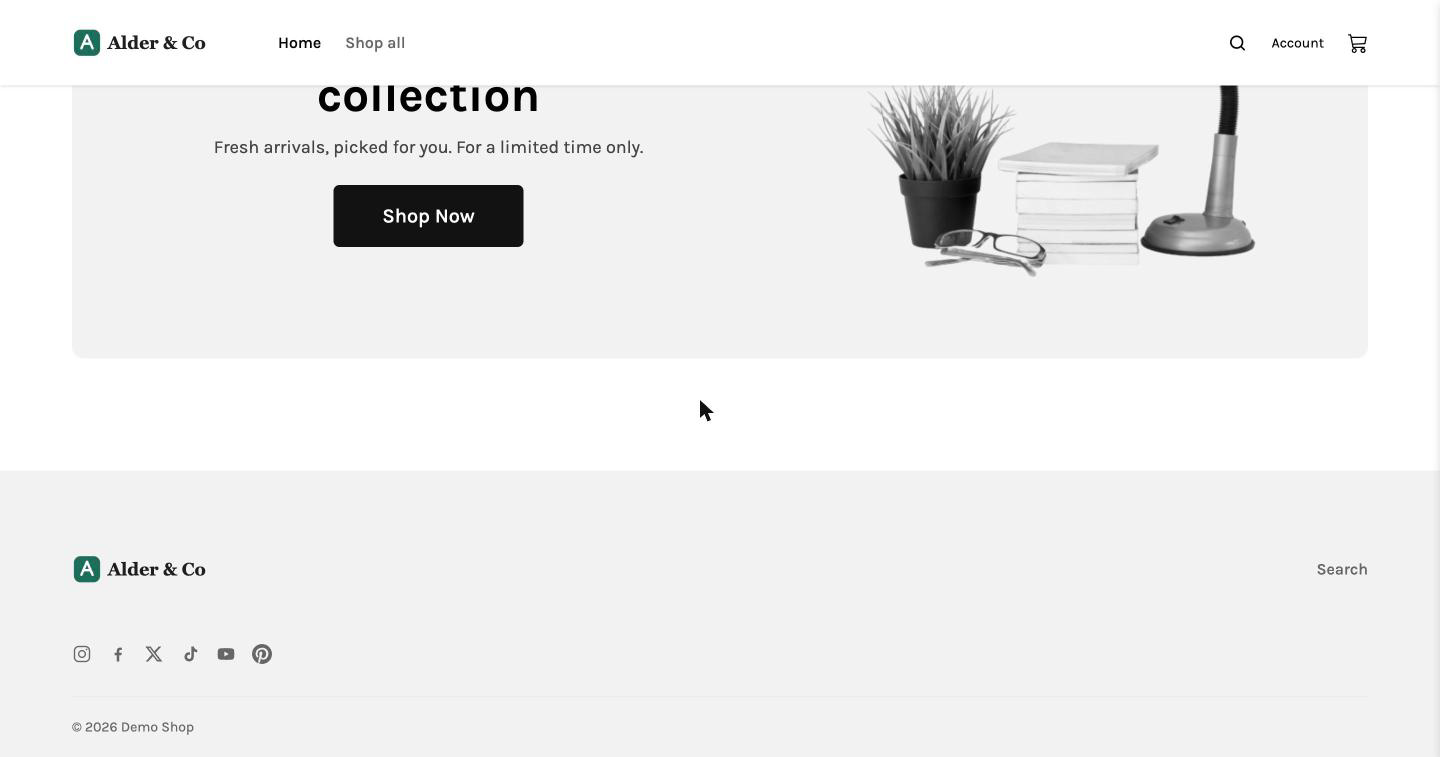 A Alder & Co
Home
Shop all
Account
collection
Fresh arrivals, picked for you. For a limited time only.
Shop Now
A Alder & Co
Search
© 2026 Demo Shop